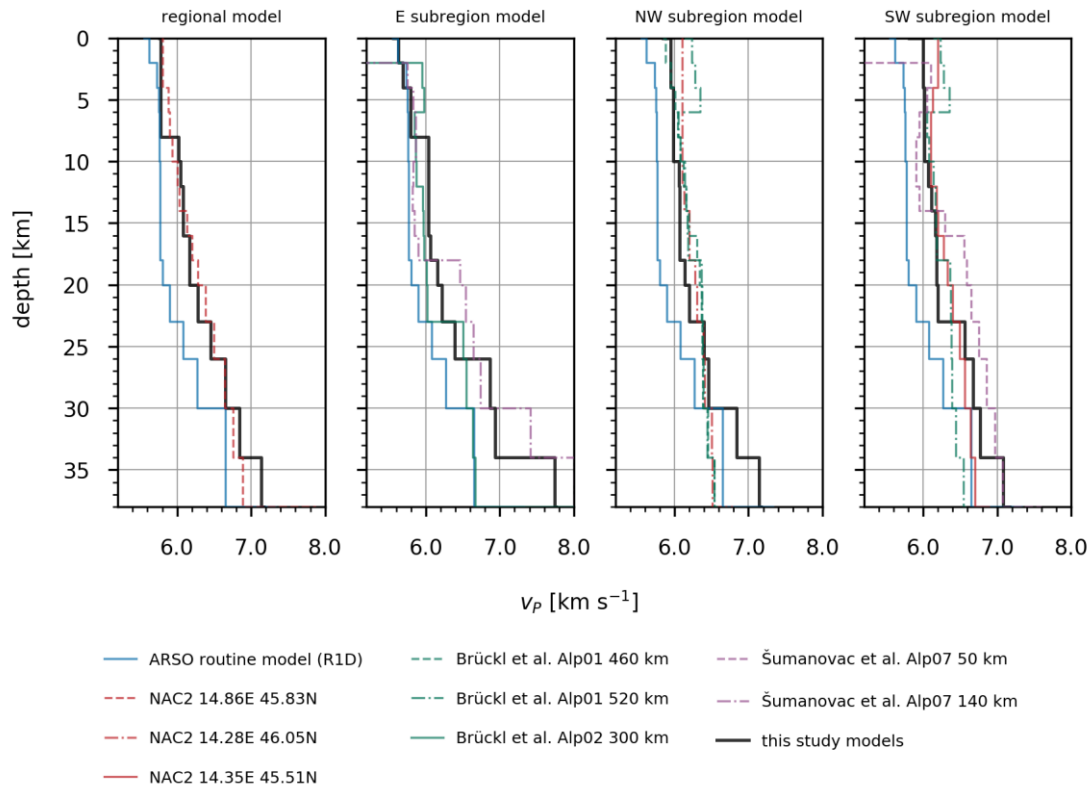 regional model
E subregion model
NW subregion model
SW subregion model
0
5
10
15
20
25
30
35
depth [km]
6.0 7.0 8.0
6.0 7.0 8.0
6.0 7.0 8.0
6.0 7.0 8.0
vP [km s−1]
ARSO routine model (R1D)
NAC2 14.86E 45.83N
NAC2 14.28E 46.05N
NAC2 14.35E 45.51N
Brückl et al. Alp01 460 km
Brückl et al. Alp01 520 km
Brückl et al. Alp02 300 km
Šumanovac et al. Alp07 50 km
Šumanovac et al. Alp07 140 km
this study models